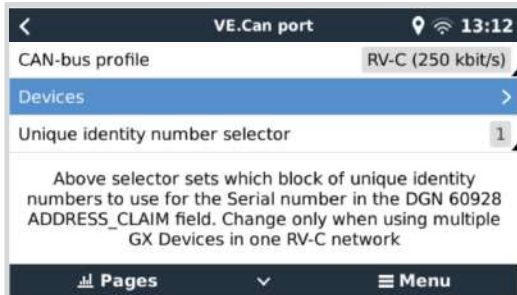 VE.Can port
13:12
CAN-bus profile
RV-C (250 kbit/s)
Devices
Unique identity number selector
1
Above selector sets which block of unique identity
numbers to use for the Serial number in the DGN 60928
ADDRESS_CLAIM field. Change only when using multiple
GX Devices in one RV-C network
Pages
Menu